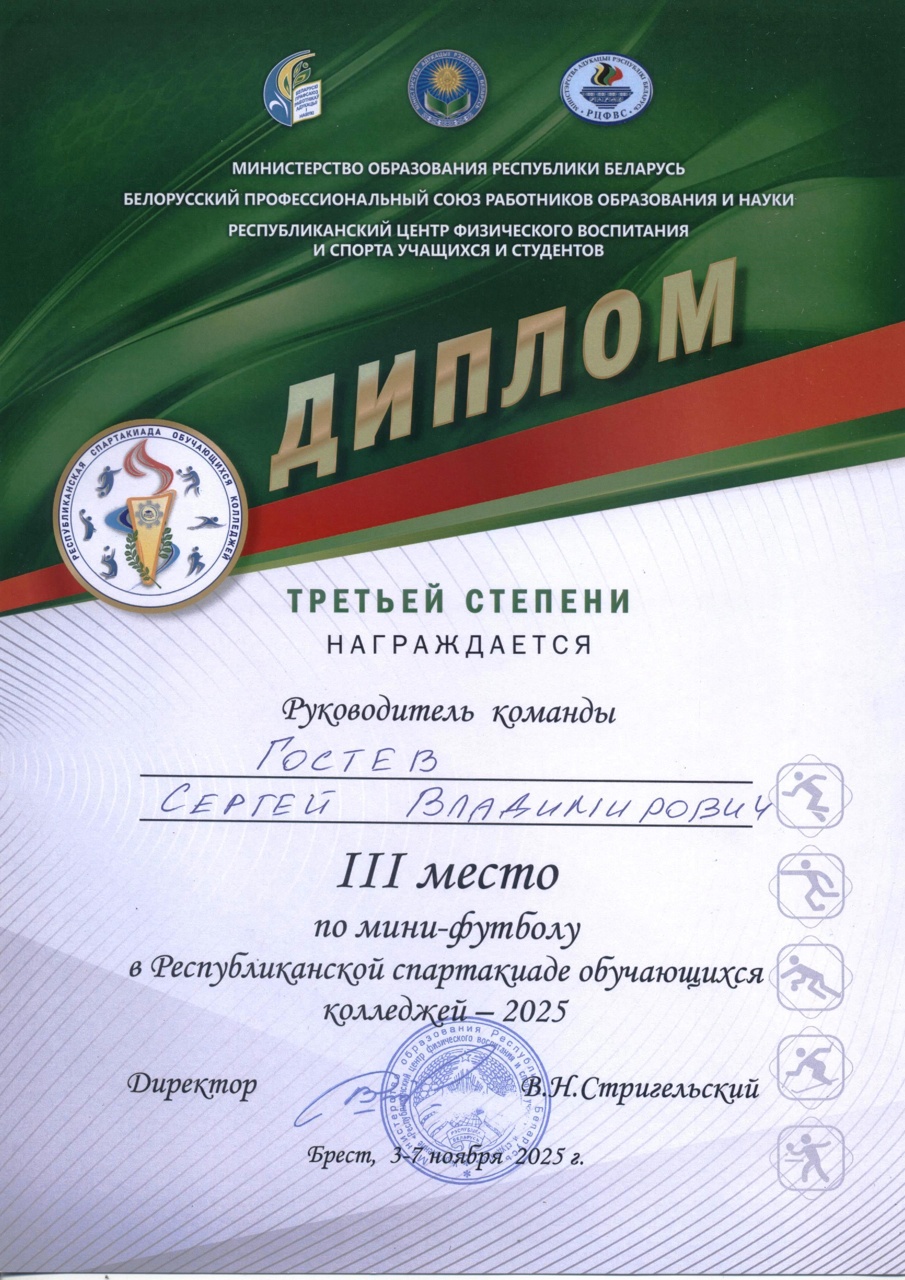 МИНИСТЕРСТВО ОБРАЗОВАНИЯ РЕСПУБЛИКИ БЕЛАРУСЬ
БЕЛОРУССКИЙ ПРОФЕССИОНАЛЬНЫЙ СОЮЗ РАБОТНИКОВ ОБРАЗОВАНИЯ И НАУКИ
РЕСПУБЛИКАНСКИЙ ЦЕНТР ФИЗИЧЕСКОГО ВОСПИТАНИЯ
И СПОРТА УЧАЩИХСЯ И СТУДЕНТОВ
РЦФВС
ДИПЛОМ
РЕСПУБЛИКАНСКАЯ СПАРТАКИАДА ОБУЧАЮЩИХСЯ КОЛЛЕДЖЕЙ
ТРЕТЬЕЙ СТЕПЕНИ
НАГРАЖДАЕТСЯ
Руководитель команды
ГОСТЕВ
СЕРГЕЙ ВЛАДИМИРОВИЧ
III место
по мини-футболу
в Республиканской спартакиаде обучающихся
колледжей – 2025
Директор В.Н.Стригельский
Брест, 3-7 ноября 2025 г.